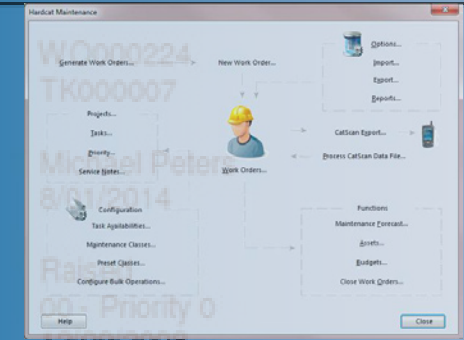 Hardcat Maintenance
WO000224
Generate Work Orders...
New Work Order...
Options...
Import...
Export...
Reports...
TK000007
Projects...
Tasks...
Priority...
Service Notes...
Michael Peters
Work Orders...
CatScan Export...
Process CatScan Data File...
8/01/2014
Configuration
Task Availabilities...
Maintenance Classes...
Preset Classes...
Configure Bulk Operations...
Functions
Maintenance Forecast...
Assets...
Budgets...
Close Work Orders...
Raised
00 - Priority 0
Help
Close